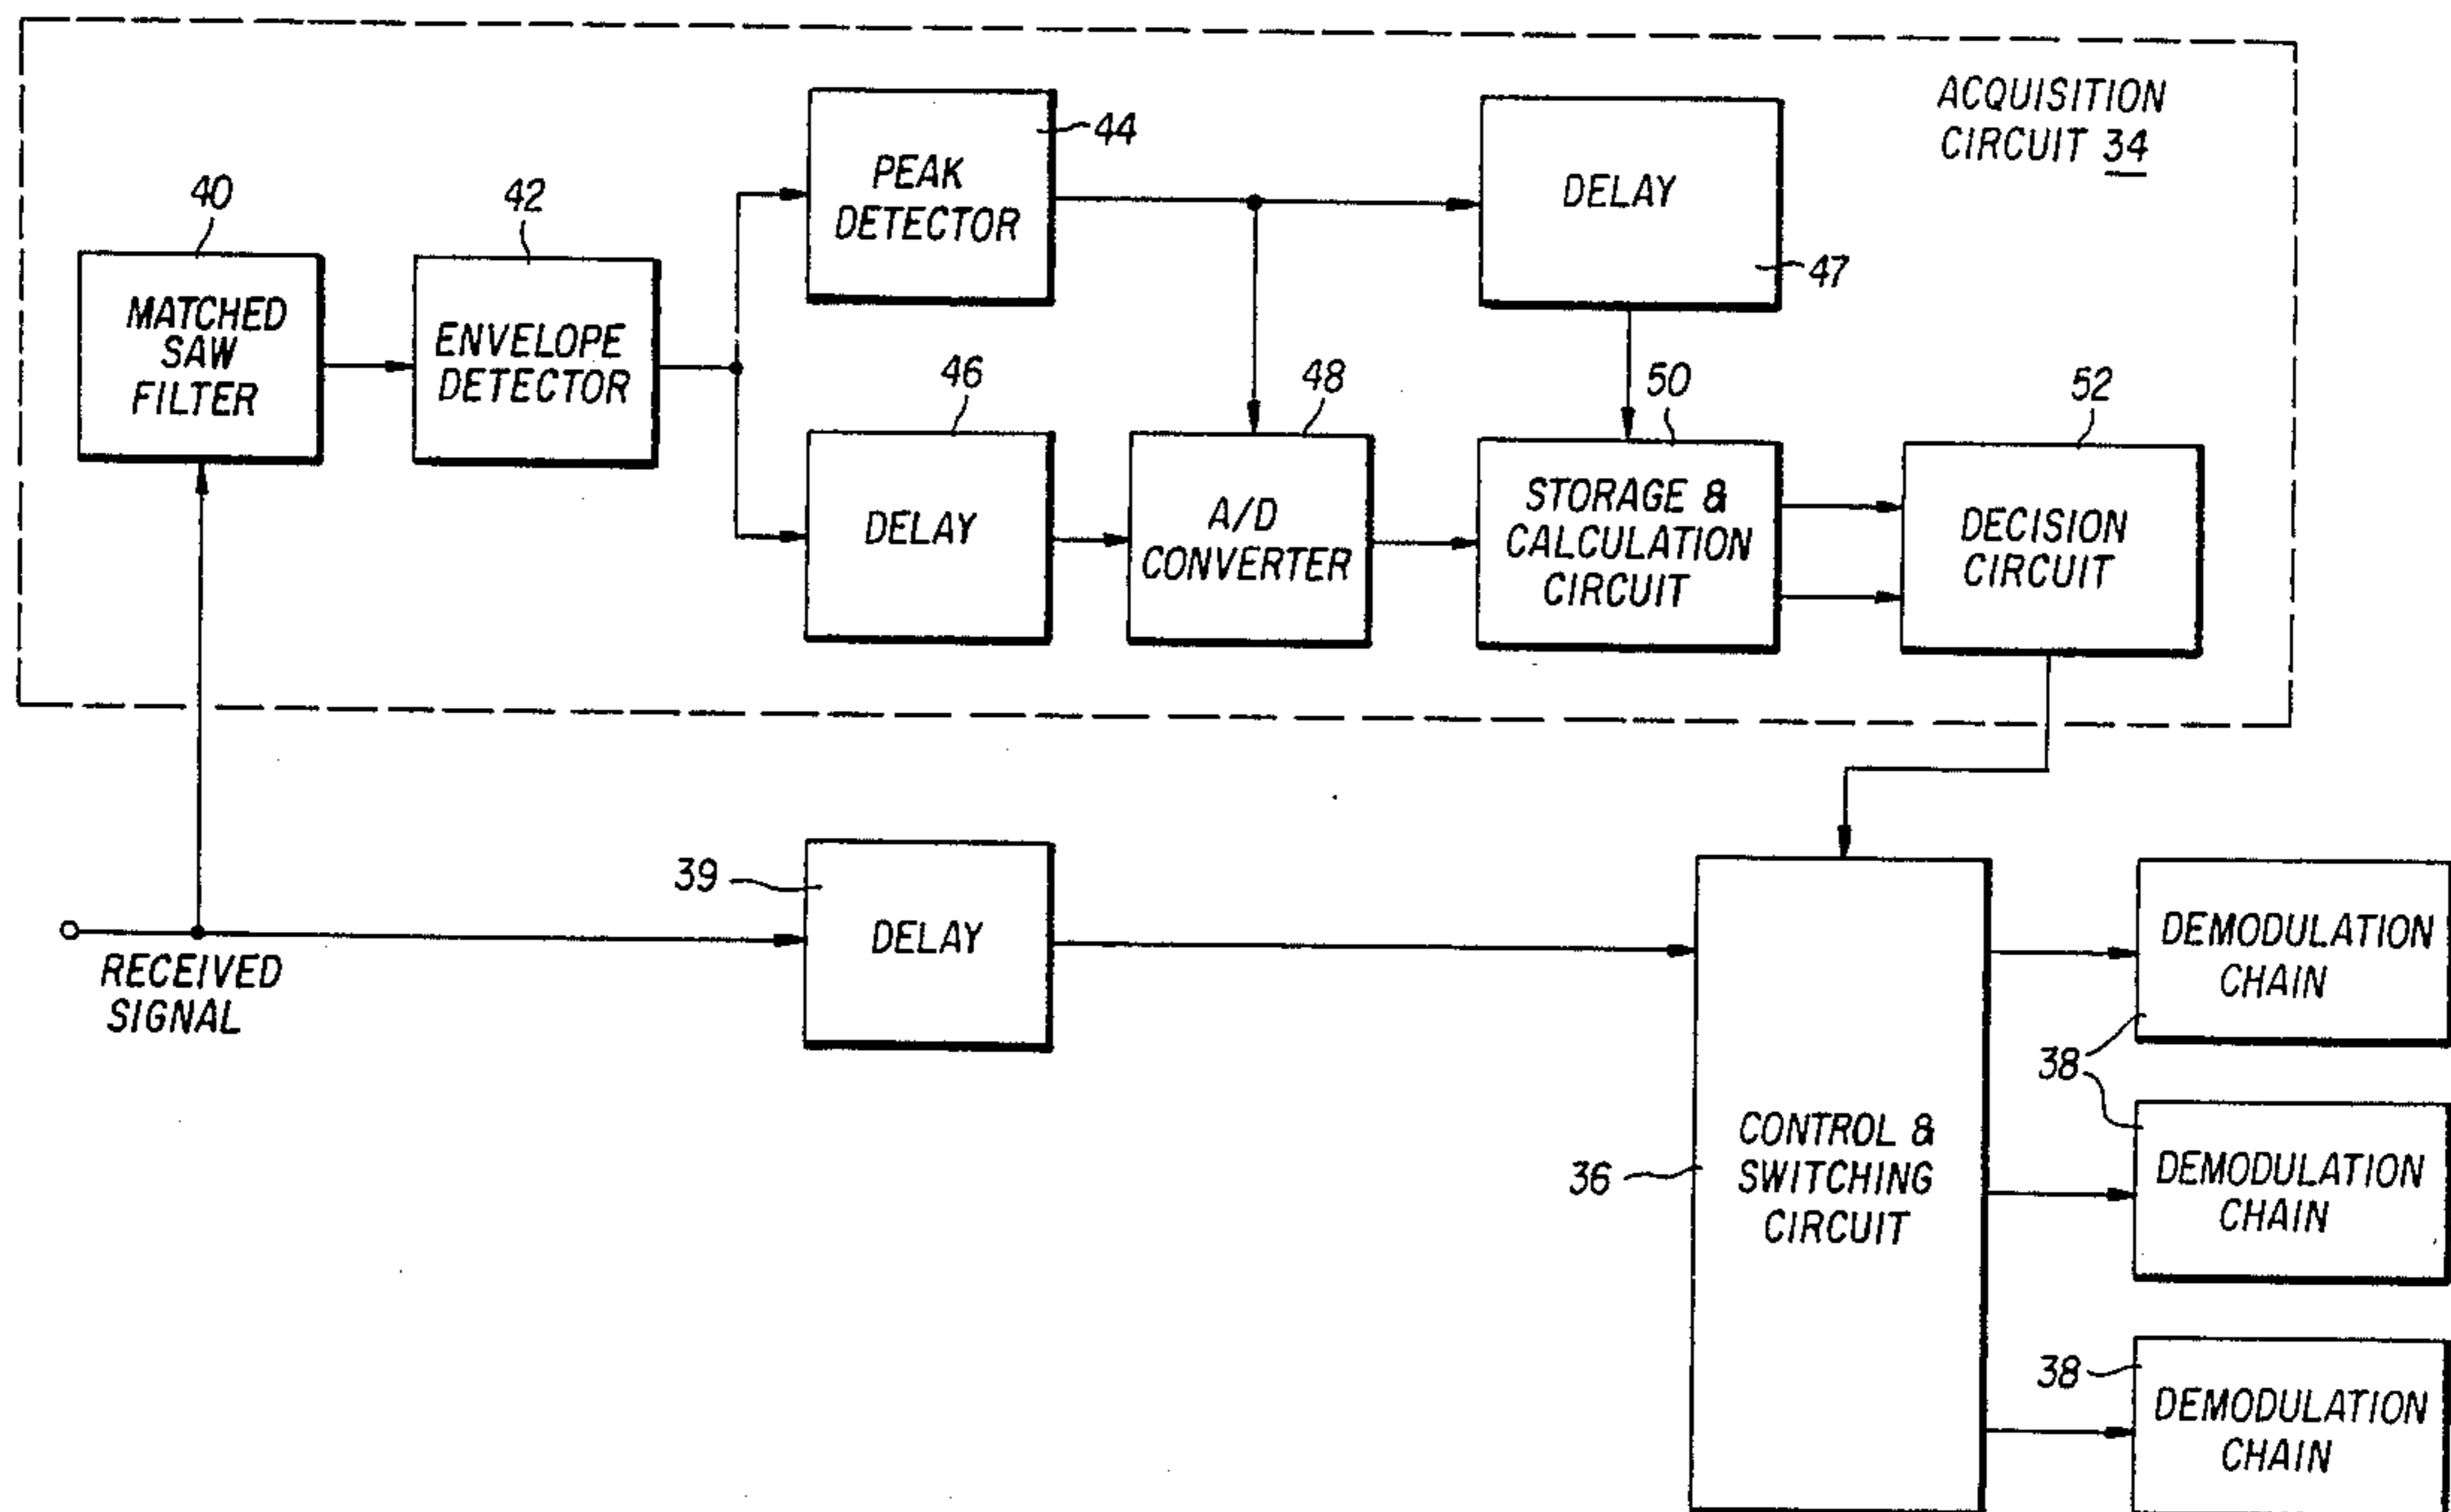 ACQUISITION
CIRCUIT 34
40
MATCHED
SAW
FILTER
42
ENVELOPE
DETECTOR
44
PEAK
DETECTOR
DELAY
47
46
DELAY
48
A/D
CONVERTER
50
STORAGE &
CALCULATION
CIRCUIT
52
DECISION
CIRCUIT
RECEIVED
SIGNAL
39
DELAY
36
CONTROL &
SWITCHING
CIRCUIT
DEMODULATION
CHAIN
38
DEMODULATION
CHAIN
38
DEMODULATION
CHAIN